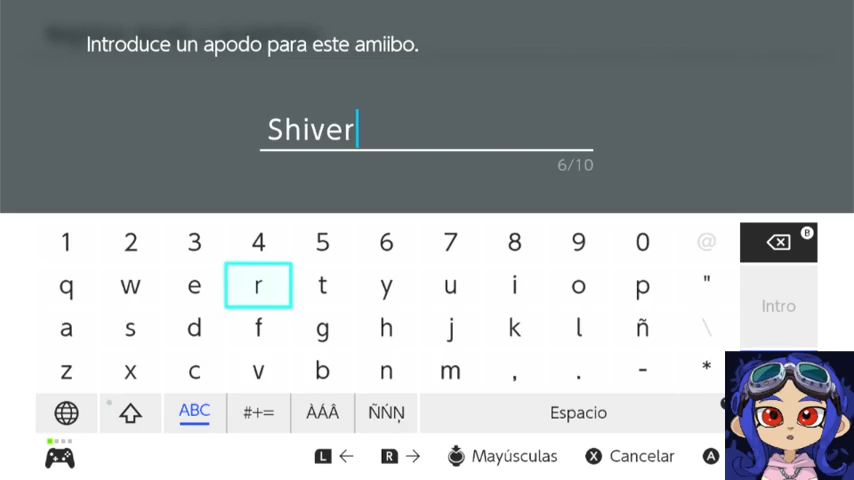 Introduce un apodo para este amiibo.
Shiver
6/10
1 2 3 4 5 6 7 8 9 0 @
B
q w e r t y u i o p "
Intro
a s d f g h j k l ñ \
z x c v b n m , . - *
ABC #+= ÀÁÂ ÑŃŅ Espacio
L ← R → Mayúsculas X Cancelar A